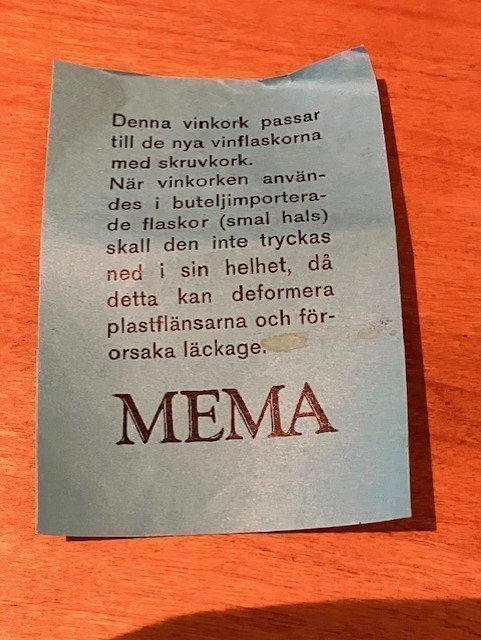 Denna vinkork passar
till de nya vinflaskorna
med skruvkork.
När vinkorken använ-
des i buteljimportera-
de flaskor (smal hals)
skall den inte tryckas
ned i sin helhet, då
detta kan deformera
plastflänsarna och för-
orsaka läckage.
MEMA